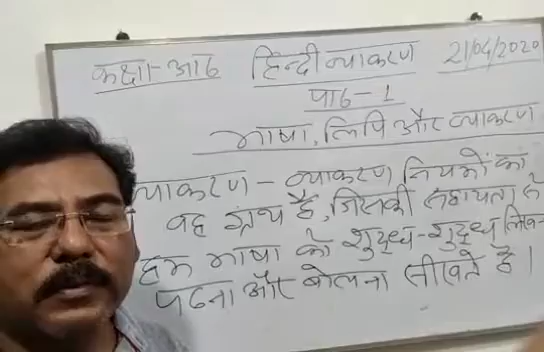 कक्षा-आठ हिन्दी व्याकरण 21/04/2020
पाठ-1
भाषा, लिपि और व्याकरण
व्याकरण - व्याकरण नियमों का
वह ग्रंथ है, जिसकी सहायता से
हम भाषा को शुद्ध-शुद्ध लिख-
पढना और बोलना सीखते है।